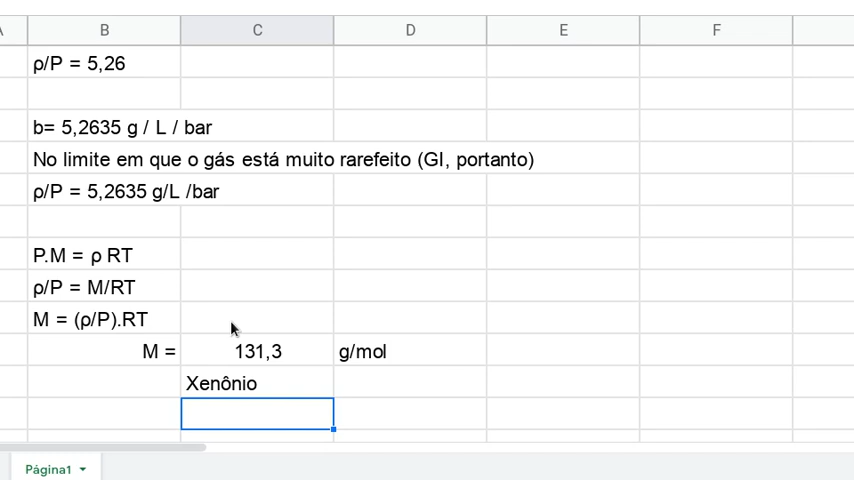 B C D E F
ρ/P = 5,26
b= 5,2635 g / L / bar
No limite em que o gás está muito rarefeito (GI, portanto)
ρ/P = 5,2635 g/L /bar
P.M = ρ RT
ρ/P = M/RT
M = (ρ/P).RT
M = 131,3 g/mol
Xenônio
Página1